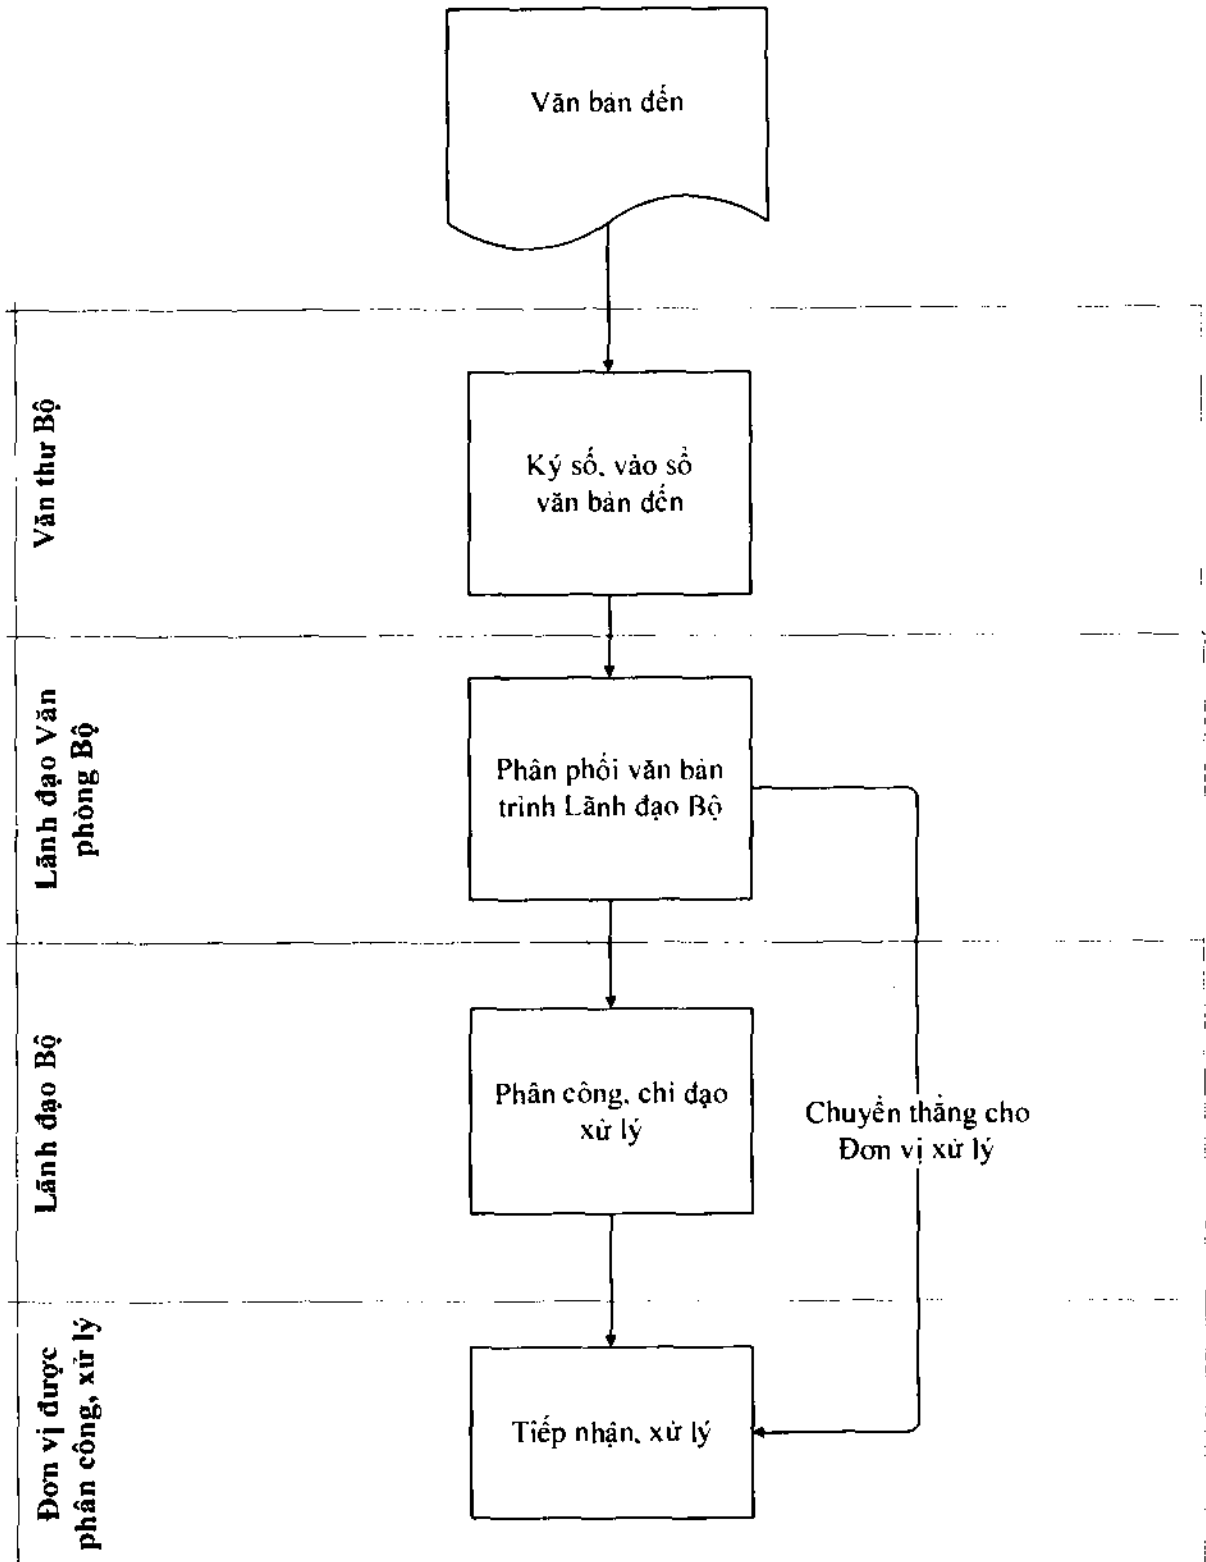 Văn bản đến
Văn thư Bộ
Ký số, vào sổ
văn bản đến
Lãnh đạo Văn
phòng Bộ
Phân phối văn bản
trình Lãnh đạo Bộ
Lãnh đạo Bộ
Phân công, chỉ đạo
xử lý
Chuyển thẳng cho
Đơn vị xử lý
Đơn vị được
phân công, xử lý
Tiếp nhận, xử lý